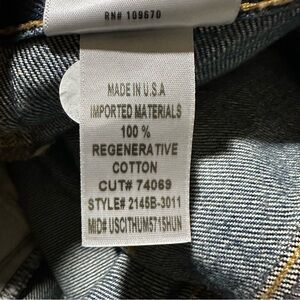 RN# 109670
MADE IN U.S.A
IMPORTED MATERIALS
100 %
REGENERATIVE
COTTON
CUT# 74069
STYLE# 2145B-3011
MID# USCITHUM571SHUN